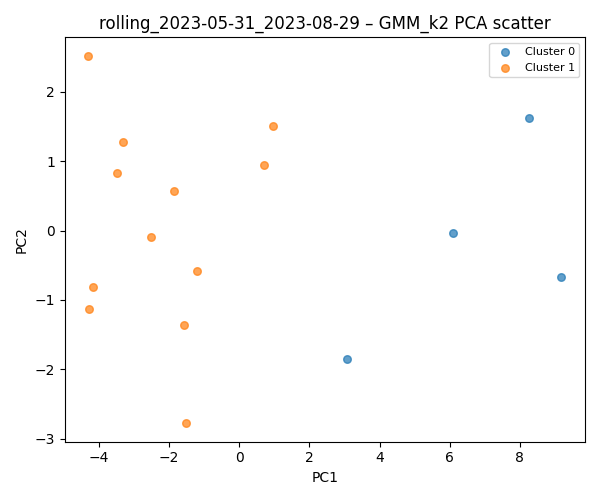 rolling_2023-05-31_2023-08-29 – GMM_k2 PCA scatter
Cluster 0
Cluster 1
PC2
2
1
0
−1
−2
−3
−4
−2
0
2
4
6
8
PC1